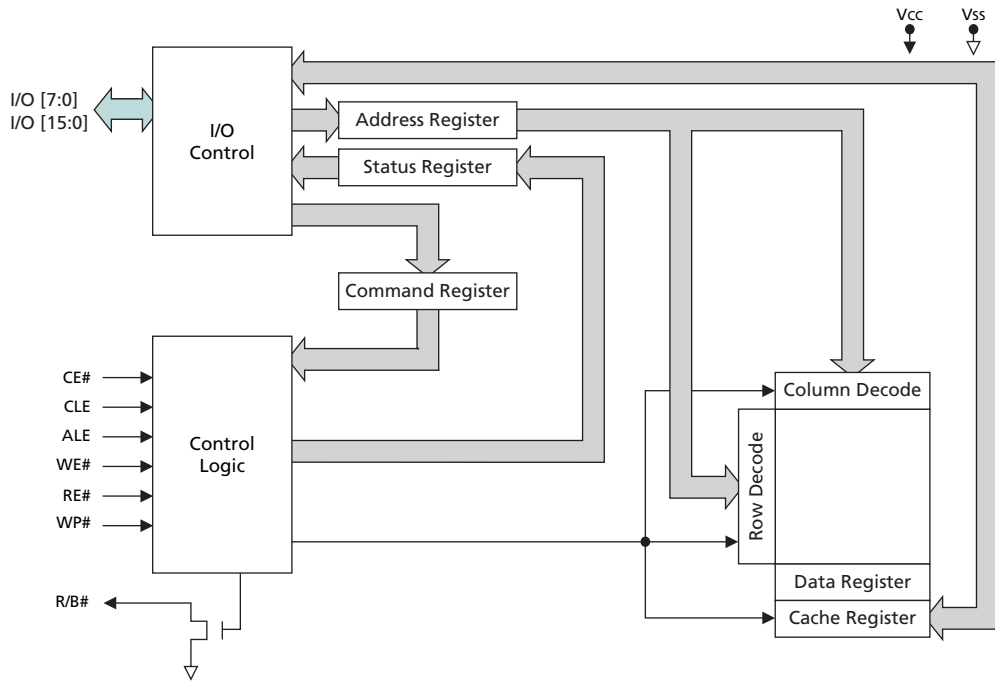 Vcc
Vss
I/O [7:0]
I/O [15:0]
I/O
Control
Address Register
Status Register
Command Register
CE#
CLE
ALE
WE#
RE#
WP#
Control
Logic
Column Decode
Row Decode
Data Register
Cache Register
R/B#